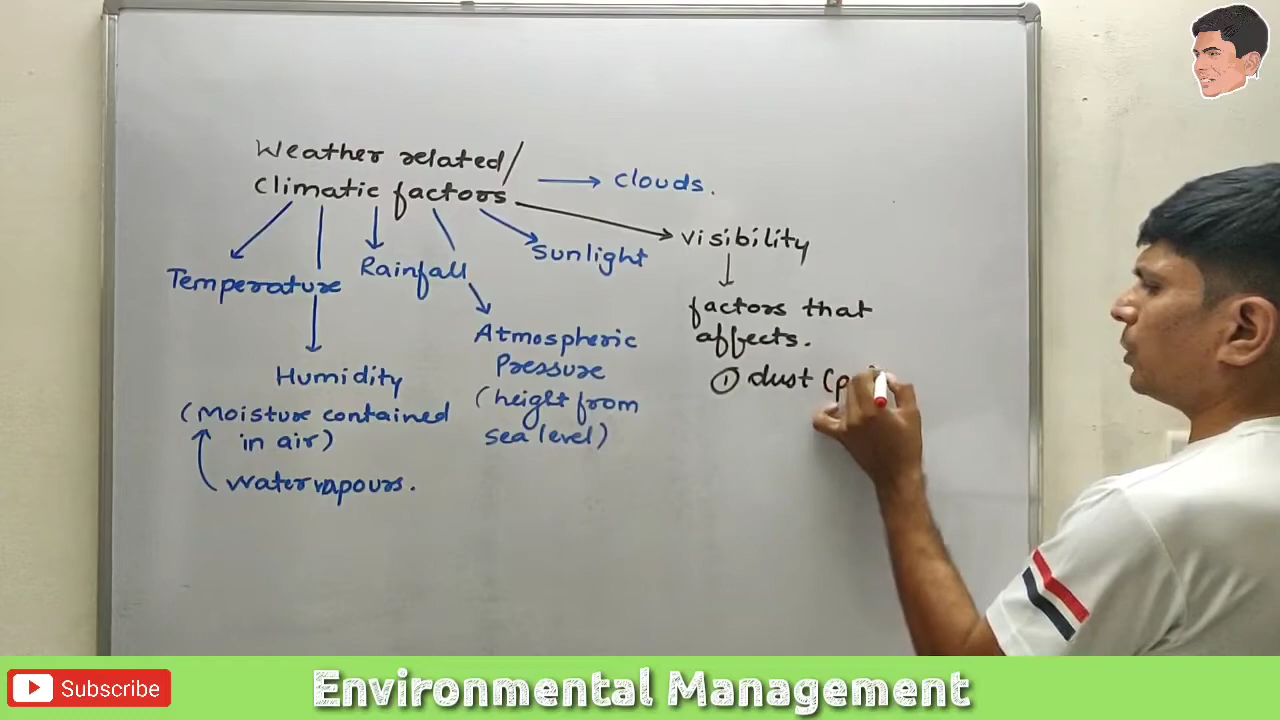 Weather related/
Climatic factors
clouds.
visibility
Temperature
Rainfall
Sunlight
factors that
affects.
Atmospheric
Pressure
(height from
sea level)
① dust
Humidity
(Moisture contained
in air)
water vapours.
Subscribe
Environmental Management